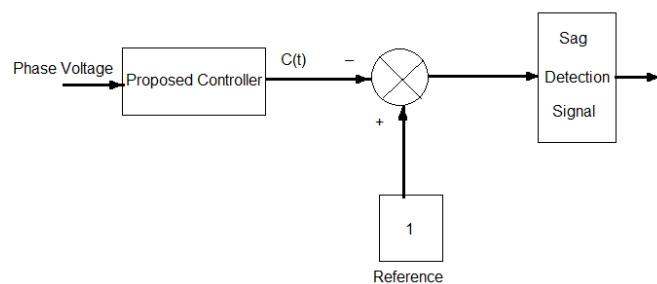 Phase Voltage
Proposed Controller
C(t)
–
+
Sag
Detection
Signal
1
Reference